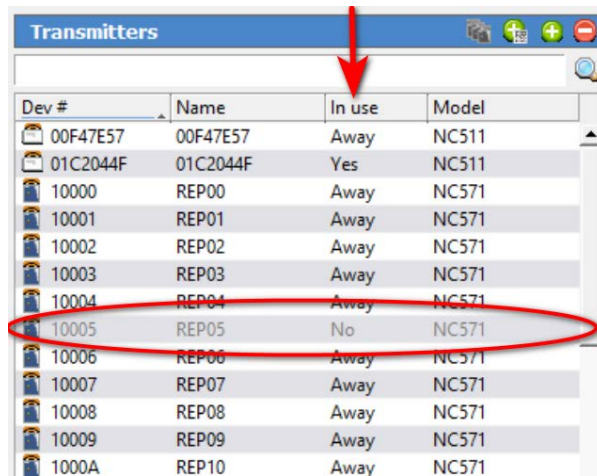 Transmitters
Dev # Name In use Model
00F47E57 00F47E57 Away NC511
01C2044F 01C2044F Yes NC511
10000 REP00 Away NC571
10001 REP01 Away NC571
10002 REP02 Away NC571
10003 REP03 Away NC571
10004 REP04 Away NC571
10005 REP05 No NC571
10006 REP06 Away NC571
10007 REP07 Away NC571
10008 REP08 Away NC571
10009 REP09 Away NC571
1000A REP10 Away NC571